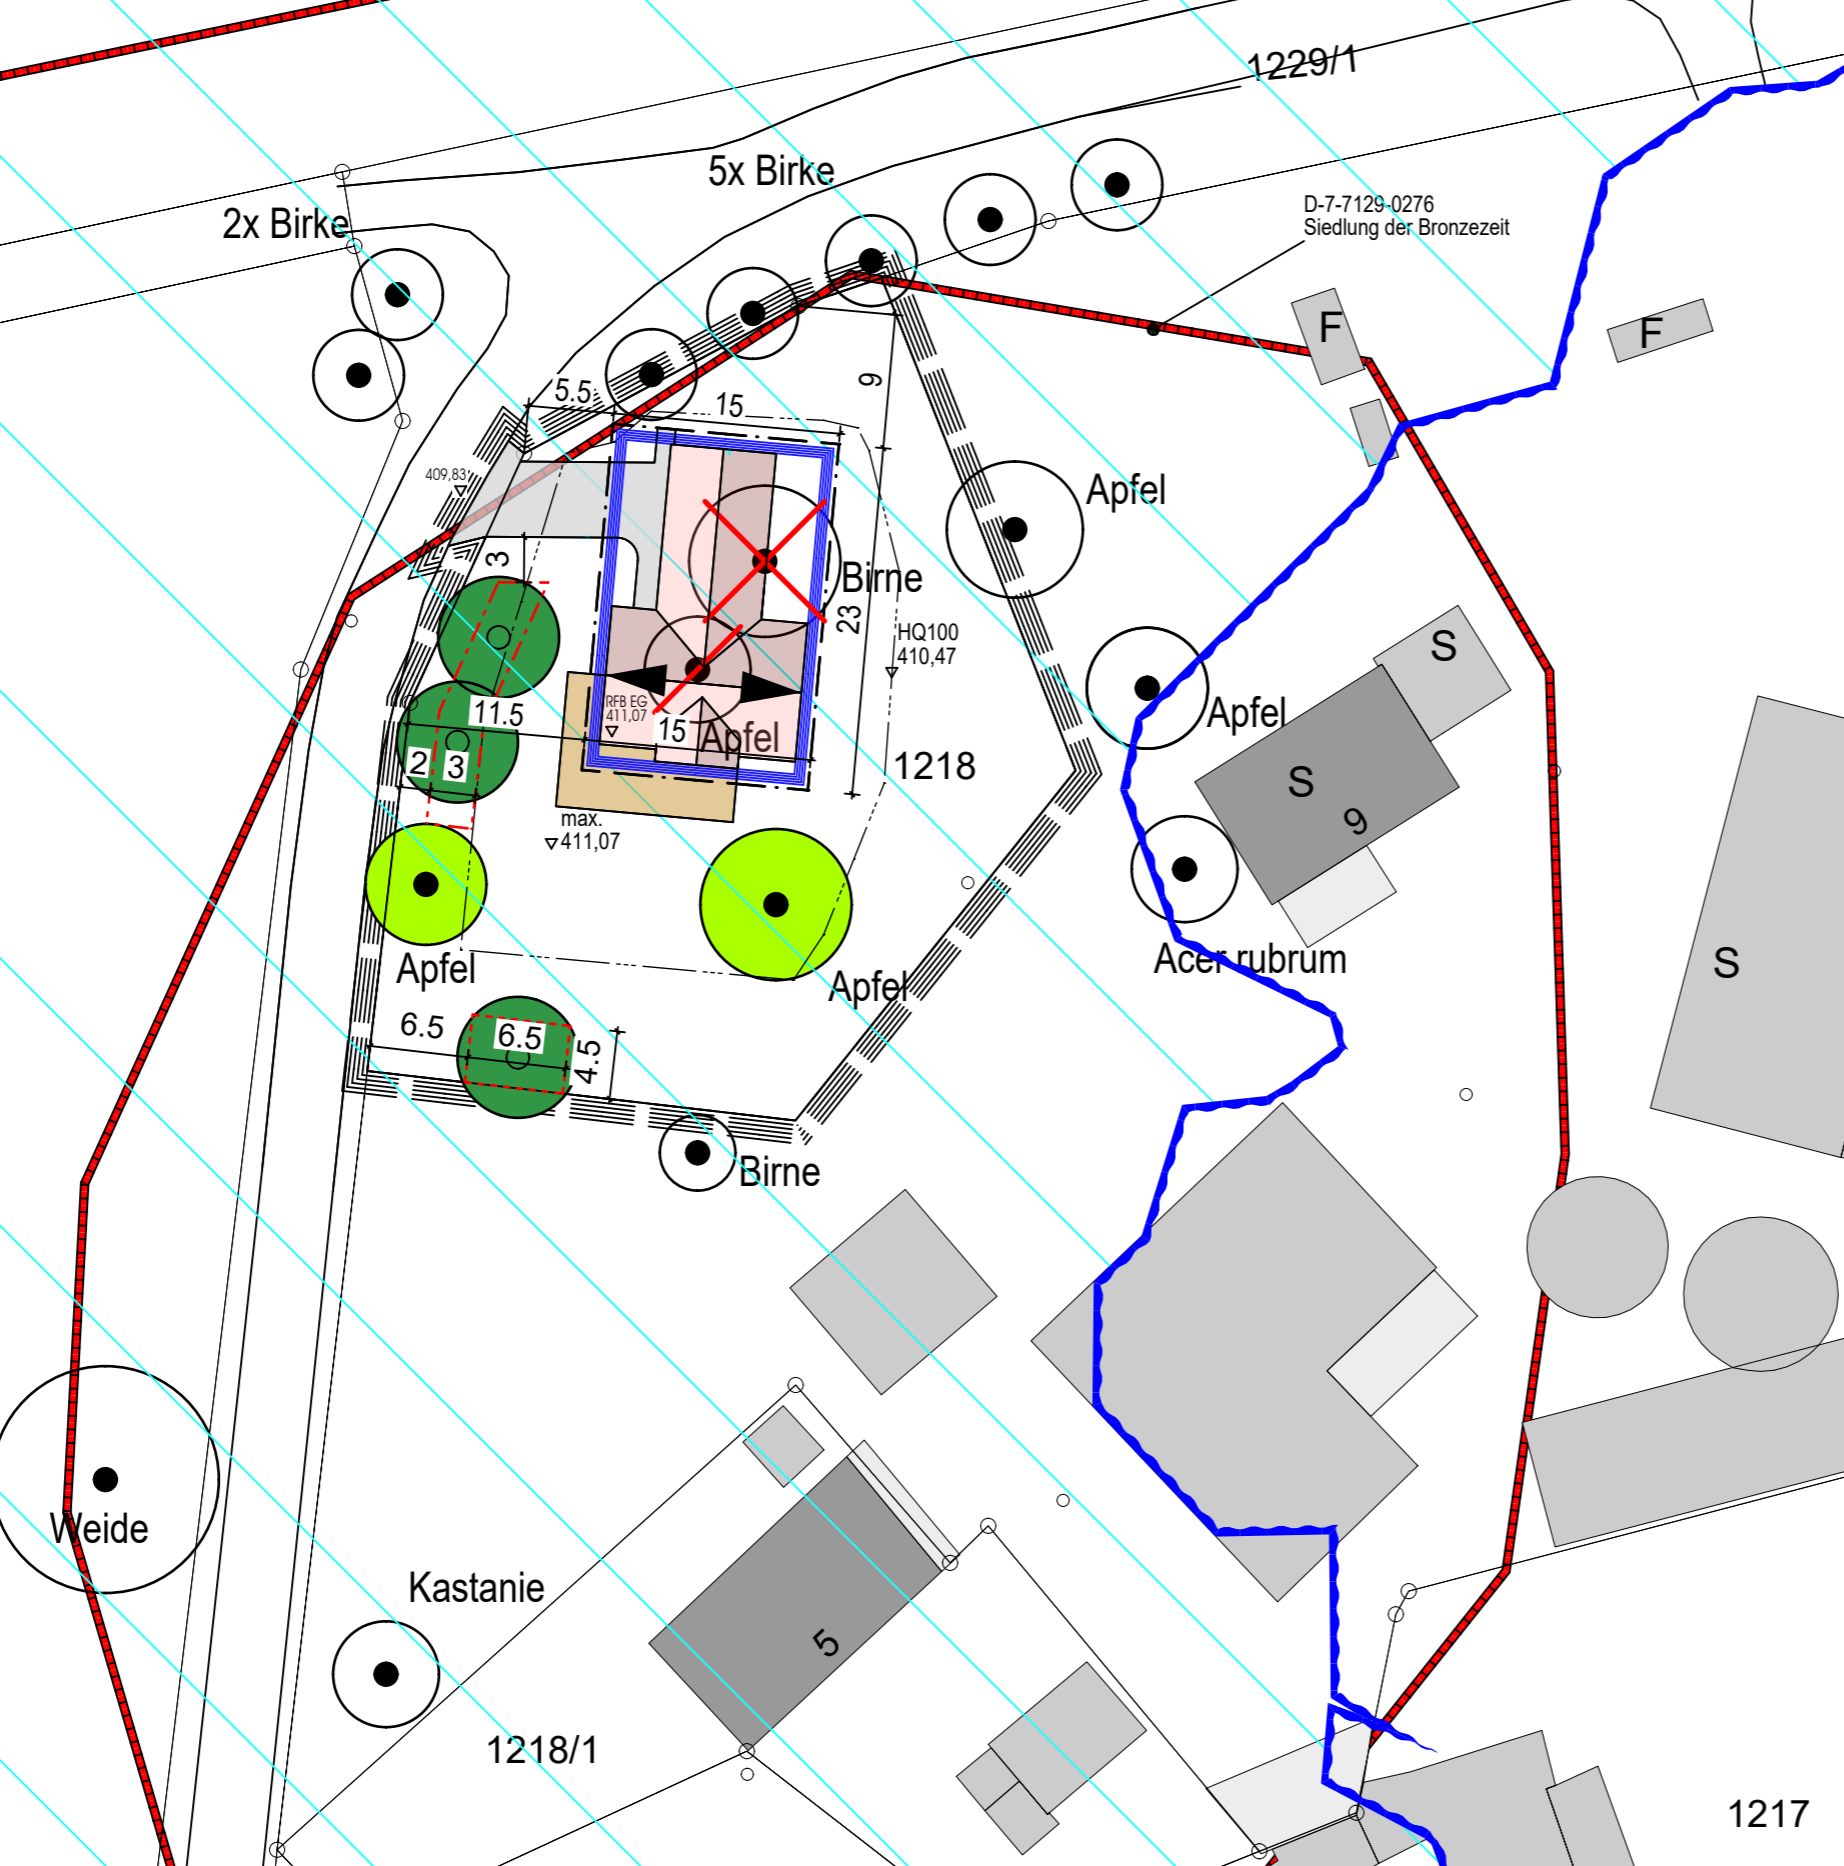 1229/1
5x Birke
2x Birke
D-7-7129-0276
Siedlung der Bronzezeit
F
F
5.5
15
9
409,83
Apfel
3
Birne
23
HQ100
410,47
S
RFB EG
411,07
11.5
15
Apfel
Apfel
2
3
1218
S
9
max.
411,07
Apfel
Apfel
Acer rubrum
S
6.5
6.5
4.5
Birne
Weide
Kastanie
5
1218/1
1217